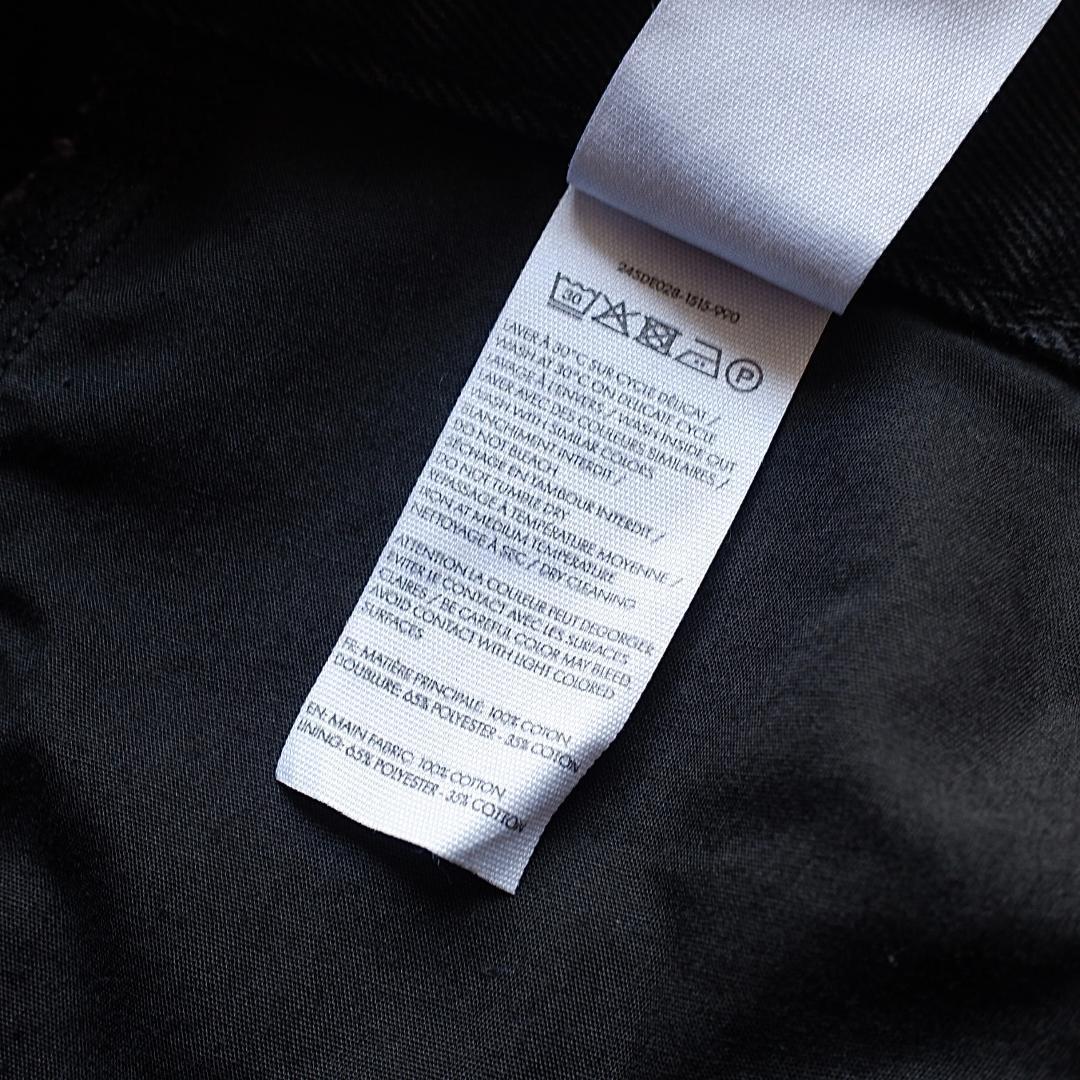 245DE028-1515-990
30 P
LAVER À 30°C SUR CYCLE DÉLICAT /
WASH AT 30°C ON DELICATE CYCLE
LAVAGE À L'ENVERS / WASH INSIDE OUT
LAVER AVEC DES COULEURS SIMILAIRES /
WASH WITH SIMILAR COLORS
BLANCHIMENT INTERDIT /
DO NOT BLEACH
SÉCHAGE EN TAMBOUR INTERDIT /
DO NOT TUMPLE DRY
REPASSAGE À TEMPÉRATURE MOYENNE /
IRON AT MEDIUM TEMPERATURE
NETTOYAGE À SEC / DRY CLEANING
ATTENTION LA COULEUR PEUT DEGORGER
EVITER LE CONTACT AVEC LES SURFACES
CLAIRES / BE CAREFUL COLOR MAY BLEED,
AVOID CONTACT WITH LIGHT COLORED
SURFACES
FR: MATIÈRE PRINCIPALE: 100% COTON
DOUBLURE: 65% POLYESTER - 35% COTON
EN: MAIN FABRIC: 100% COTTON
LINING: 65% POLYESTER - 35% COTTON